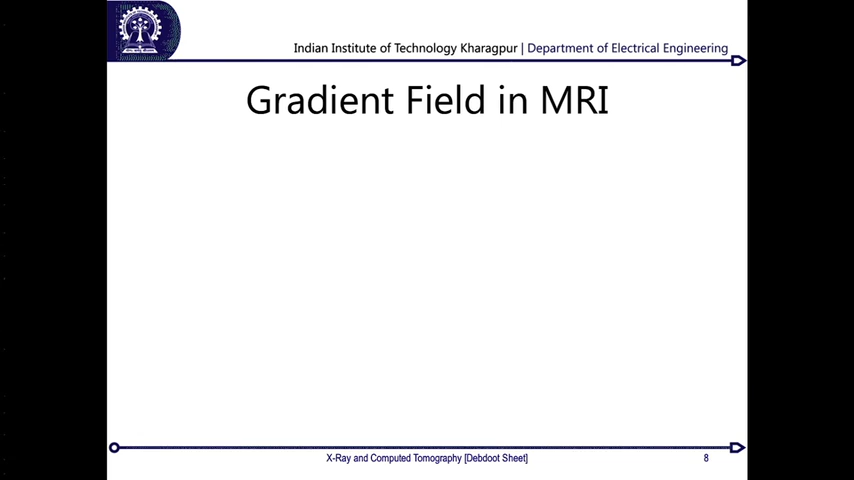 Indian Institute of Technology Kharagpur | Department of Electrical Engineering
Gradient Field in MRI
X-Ray and Computed Tomography [Debdoot Sheet]
8